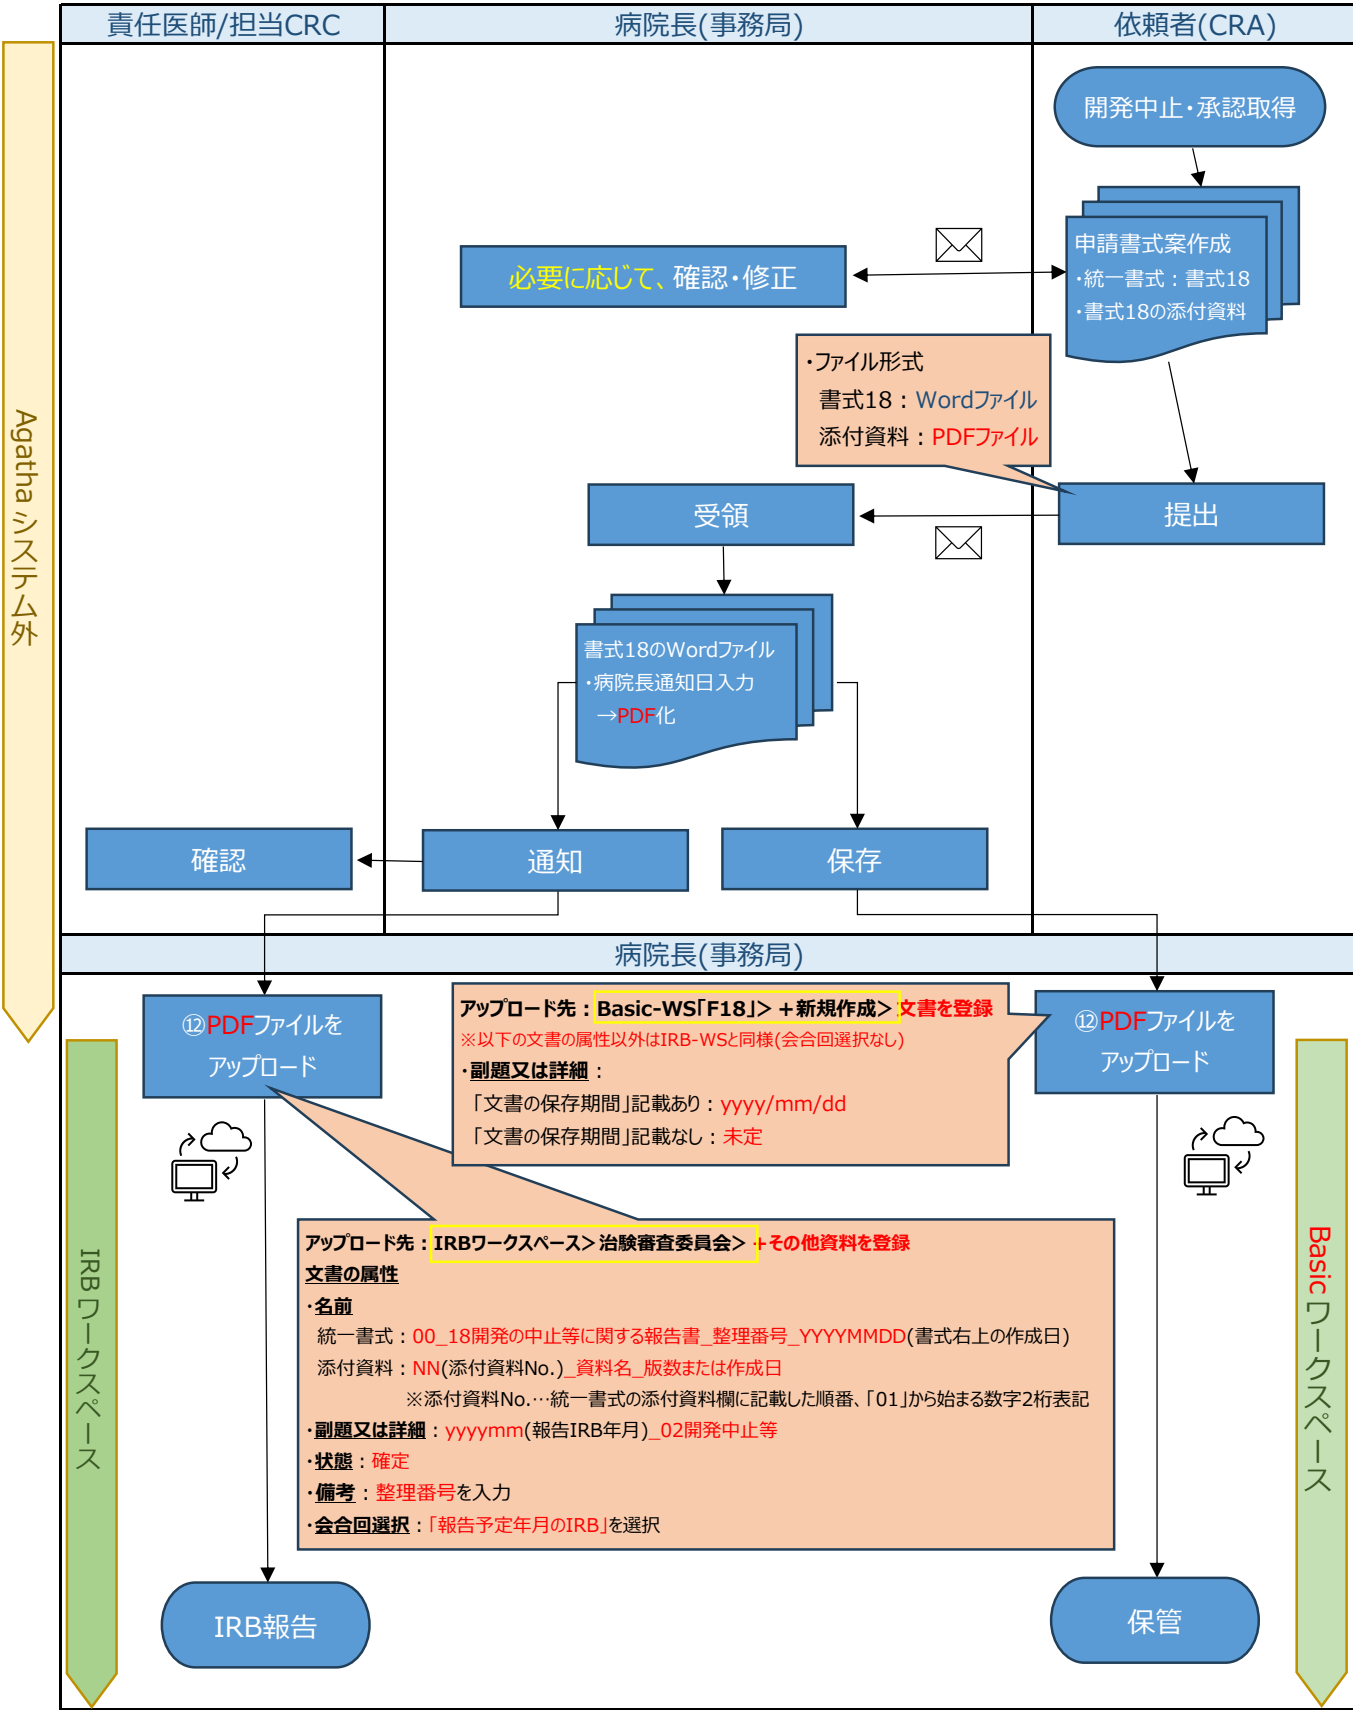 責任医師/担当CRC
病院長(事務局)
依頼者(CRA)
開発中止・承認取得
申請書式案作成
・統一書式：書式18
・書式18の添付資料
必要に応じて、確認・修正
・ファイル形式
書式18：Wordファイル
添付資料：PDFファイル
提出
受領
書式18のWordファイル
・病院長通知日入力
→PDF化
確認
通知
保存
Agatha システム外
病院長(事務局)
⑫PDFファイルを
アップロード
アップロード先：Basic-WS｢F18｣＞＋新規作成＞文書を登録
※以下の文書の属性以外はIRB-WSと同様(会合回選択なし)
・副題又は詳細：
｢文書の保存期間｣記載あり：yyyy/mm/dd
｢文書の保存期間｣記載なし：未定
⑫PDFファイルを
アップロード
アップロード先：IRBワークスペース＞治験審査委員会＞＋その他資料を登録
文書の属性
・名前
統一書式：00_18開発の中止等に関する報告書_整理番号_YYYYMMDD(書式右上の作成日)
添付資料：NN(添付資料No.)_資料名_版数または作成日
※添付資料No.…統一書式の添付資料欄に記載した順番、｢01｣から始まる数字2桁表記
・副題又は詳細：yyyymm(報告IRB年月)_02開発中止等
・状態：確定
・備考：整理番号を入力
・会合回選択：｢報告予定年月のIRB｣を選択
IRB ワークスペース
Basic ワークスペース
IRB報告
保管